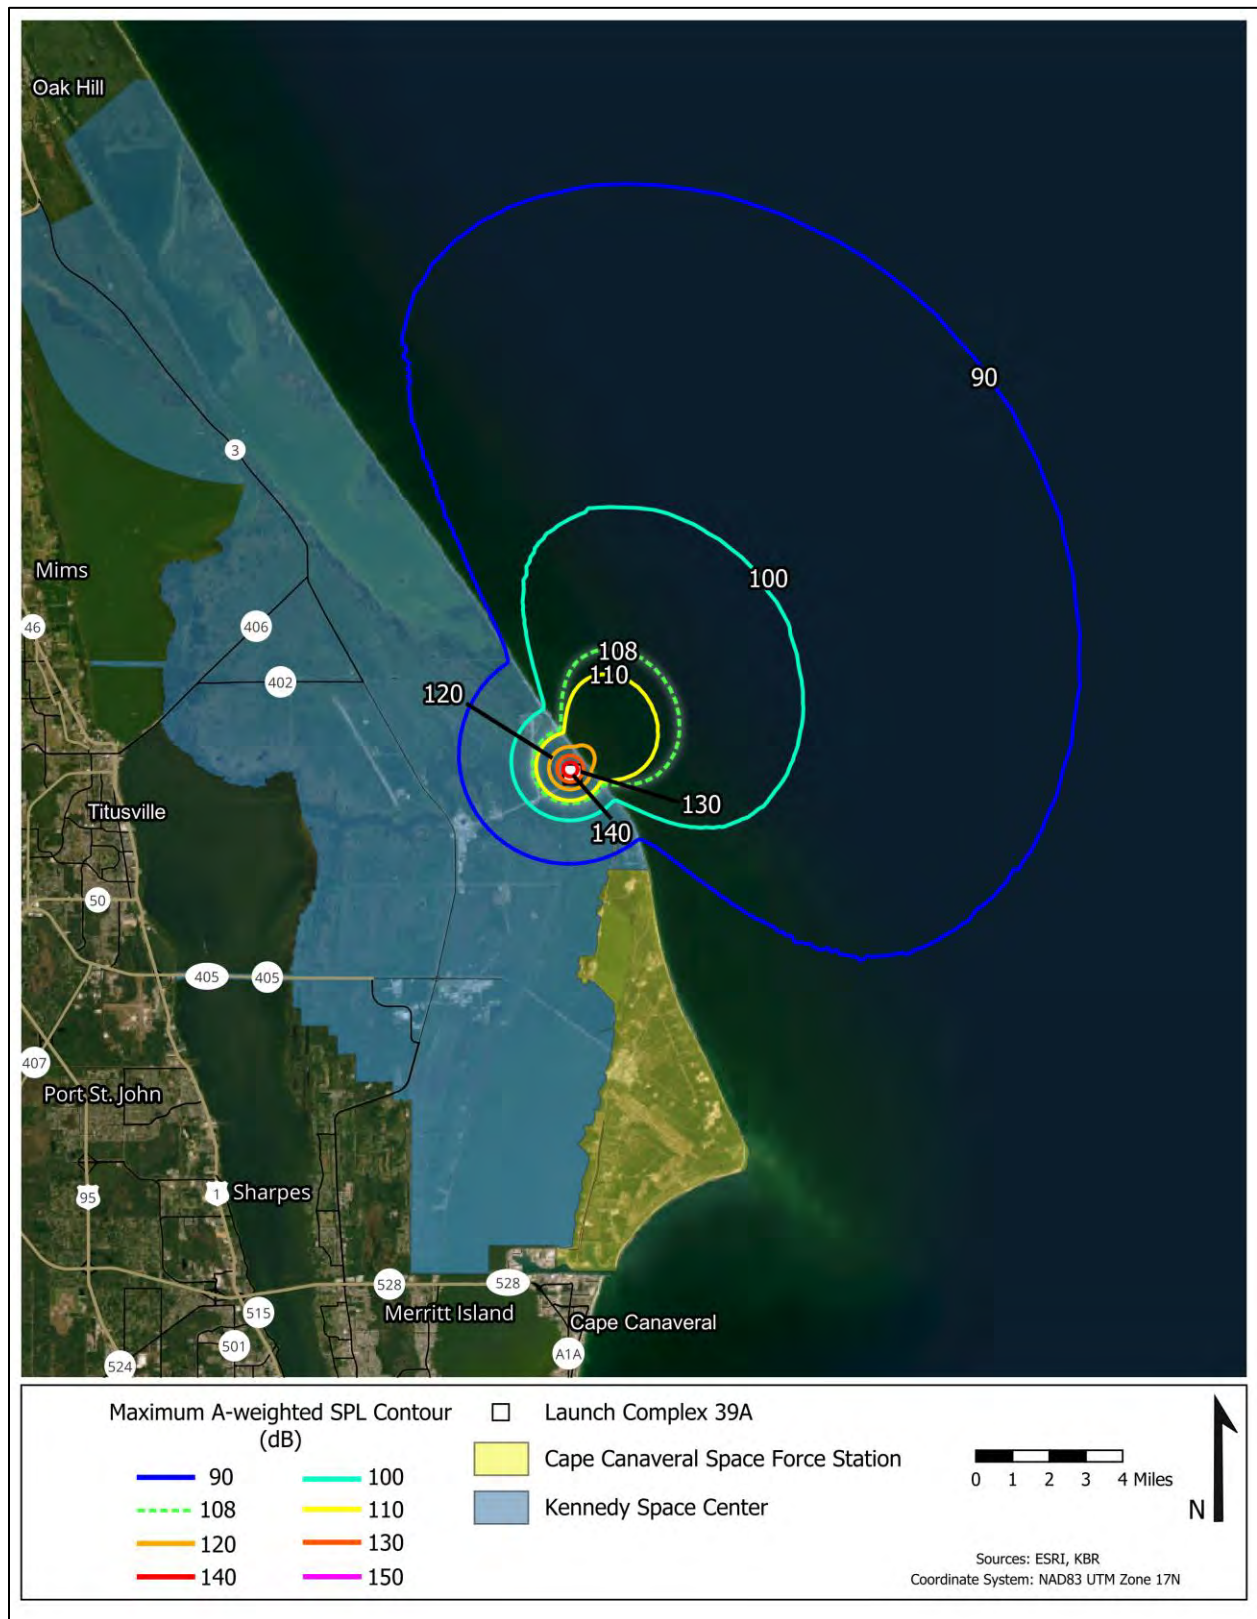 Oak Hill
90
3
Mims
100
46
406
108
110
402
120
130
Titusville
140
50
405
405
407
Port St. John
95
1
Sharpes
528
528
515
Merritt Island
Cape Canaveral
501
A1A
524
Maximum A-weighted SPL Contour
(dB)
90
100
108
110
120
130
140
150
Launch Complex 39A
Cape Canaveral Space Force Station
Kennedy Space Center
0 1 2 3 4 Miles
N
Sources: ESRI, KBR
Coordinate System: NAD83 UTM Zone 17N